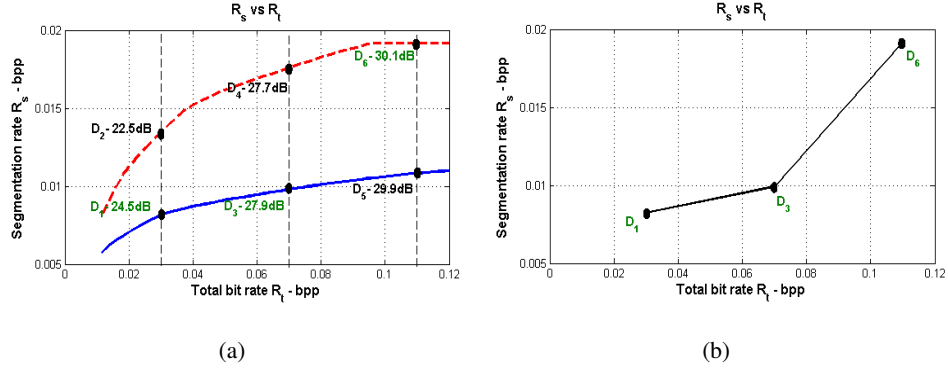 R_s vs R_t
0.02
0.015
0.01
0.005
Segmentation rate R_s - bpp
D_6 - 30.1dB
D_4 - 27.7dB
D_2 - 22.5dB
D_1 - 24.5dB
D_3 - 27.9dB
D_5 - 29.9dB
0 0.02 0.04 0.06 0.08 0.1 0.12
Total bit rate R_t - bpp
(a)
R_s vs R_t
0.02
0.015
0.01
0.005
Segmentation rate R_s - bpp
D_6
D_3
D_1
0 0.02 0.04 0.06 0.08 0.1 0.12
Total bit rate R_t - bpp
(b)